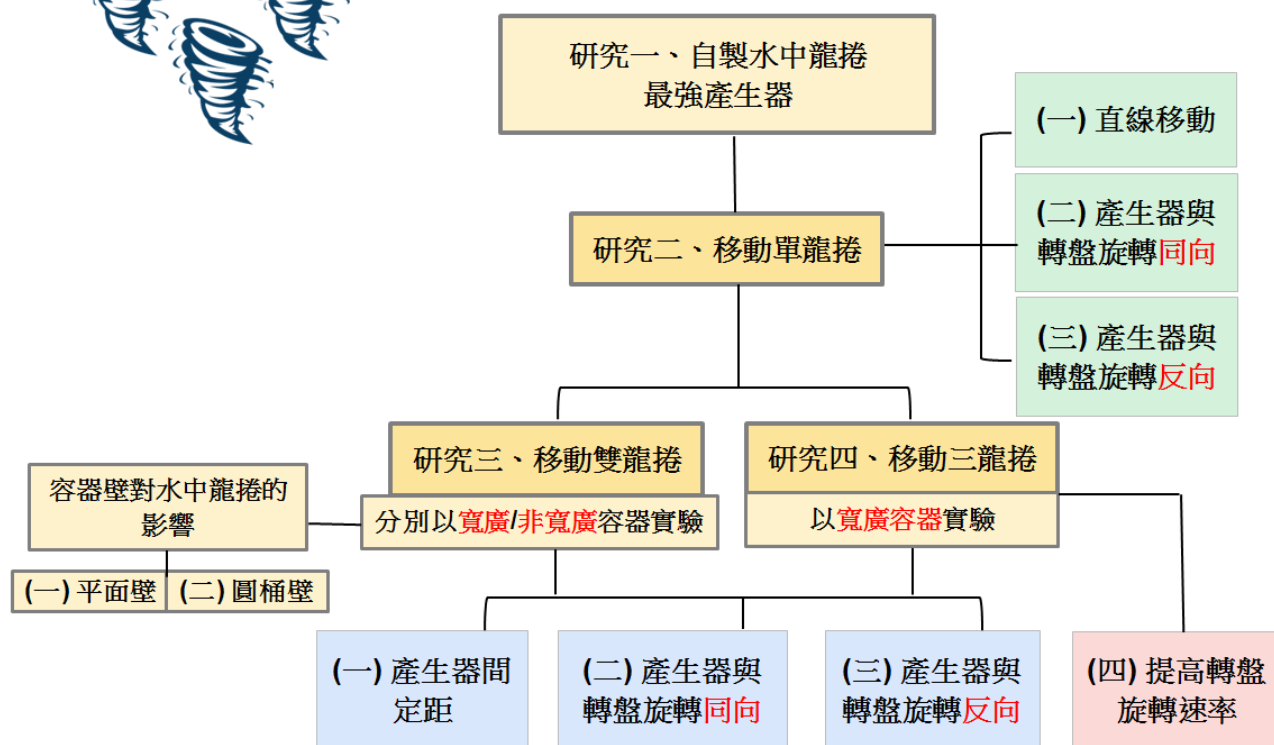 研究一、自製水中龍捲
最強產生器
研究二、移動單龍捲
(一) 直線移動
(二) 產生器與
轉盤旋轉同向
(三) 產生器與
轉盤旋轉反向
研究三、移動雙龍捲
分別以寬廣/非寬廣容器實驗
容器壁對水中龍捲的
影響
(一) 平面壁
(二) 圓桶壁
研究四、移動三龍捲
以寬廣容器實驗
(一) 產生器間
定距
(二) 產生器與
轉盤旋轉同向
(三) 產生器與
轉盤旋轉反向
(四) 提高轉盤
旋轉速率